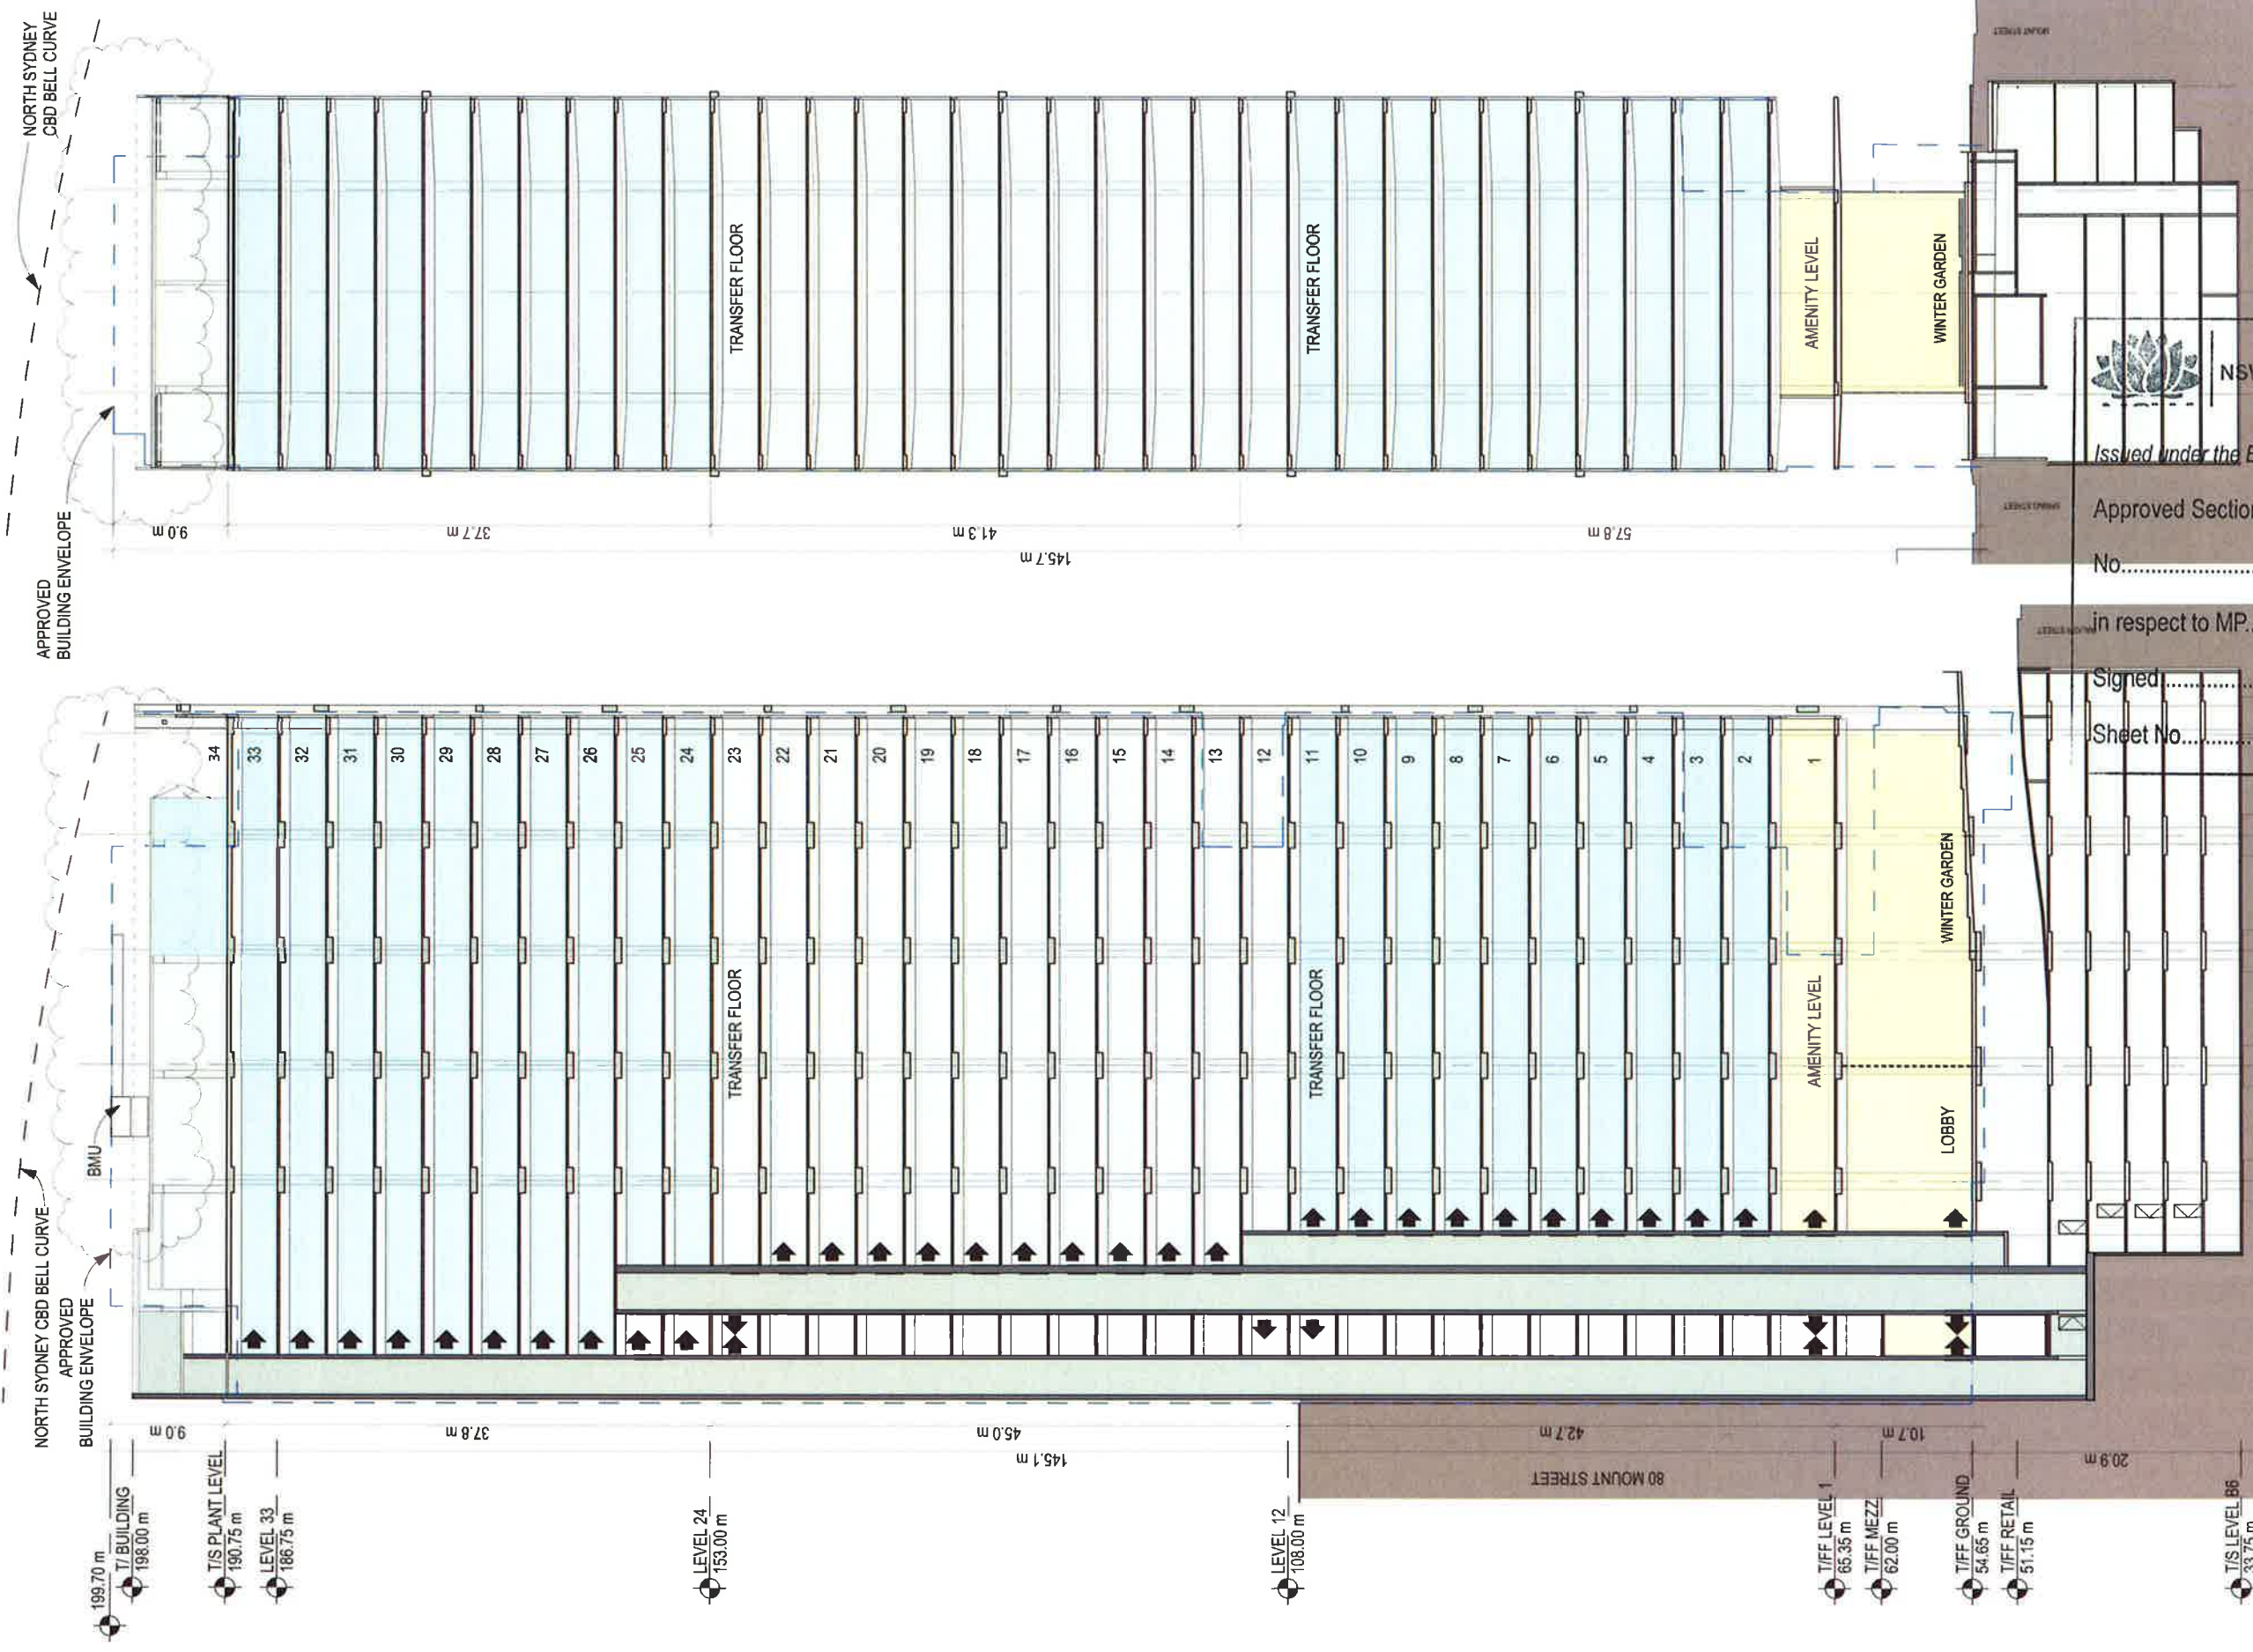 NORTH SYDNEY
CBD BELL CURVE
APPROVED
BUILDING ENVELOPE
TRANSFER FLOOR
TRANSFER FLOOR
AMENITY LEVEL
WINTER GARDEN
MOUNT STREET
SPRING STREET
9.0 m
37.7 m
41.3 m
57.8 m
145.7 m
NORTH SYDNEY CBD BELL CURVE
APPROVED
BUILDING ENVELOPE
BMU
34
33
32
31
30
29
28
27
26
25
24
23
22
21
20
19
18
17
16
15
14
13
12
11
10
9
8
7
6
5
4
3
2
1
TRANSFER FLOOR
TRANSFER FLOOR
AMENITY LEVEL
WINTER GARDEN
LOBBY
9.0 m
37.8 m
45.0 m
42.7 m
10.7 m
145.1 m
20.9 m
80 MOUNT STREET
199.70 m
T/ BUILDING
198.00 m
T/S PLANT LEVEL
190.75 m
LEVEL 33
186.75 m
LEVEL 24
153.00 m
LEVEL 12
108.00 m
T/FF LEVEL 1
65.35 m
T/FF MEZZ
62.00 m
T/FF GROUND
54.65 m
T/FF RETAIL
51.15 m
T/S LEVEL B6
33.75 m
NSW
Issued under the E
Approved Section
No....................
in respect to MP..
Signed...............
Sheet No............